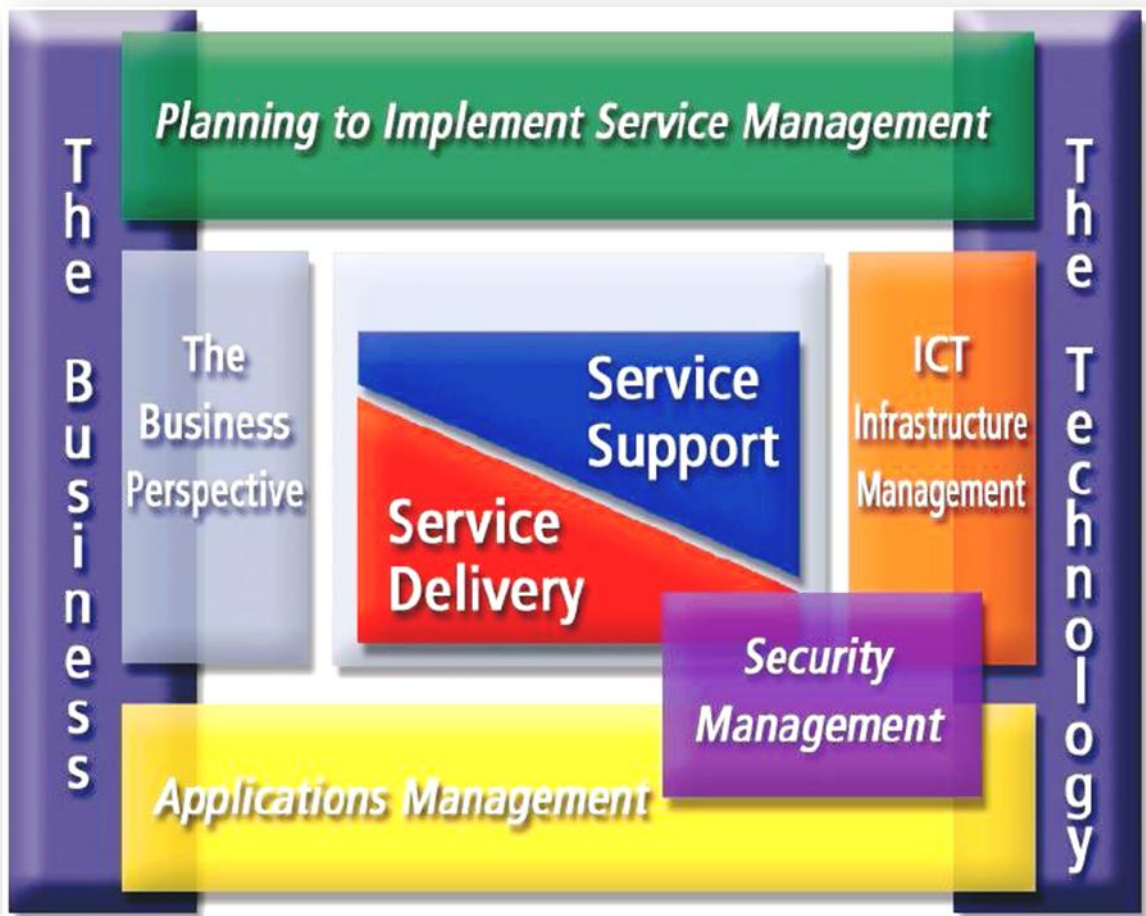 Planning to Implement Service Management
The Business
The
Business
Perspective
Service
Support
Service
Delivery
ICT
Infrastructure
Management
The Technology
Security
Management
Applications Management